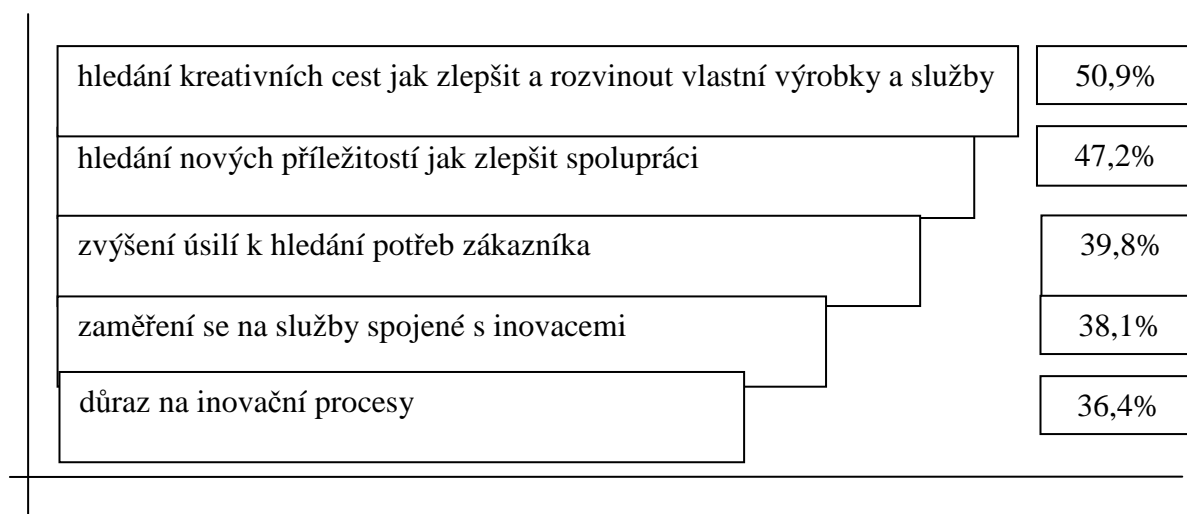 hledání kreativních cest jak zlepšit a rozvinout vlastní výrobky a služby 50,9%
hledání nových příležitostí jak zlepšit spolupráci 47,2%
zvýšení úsilí k hledání potřeb zákazníka 39,8%
zaměření se na služby spojené s inovacemi 38,1%
důraz na inovační procesy 36,4%